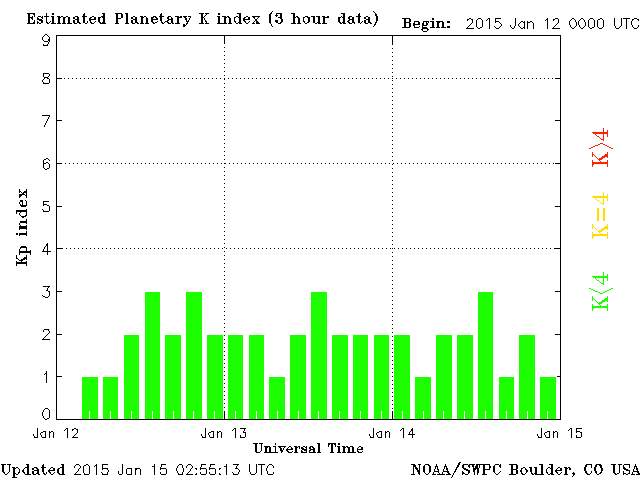 Estimated Planetary K index (3 hour data) Begin: 2015 Jan 12 0000 UTC
9
8
7
6
5
4
3
2
1
0
Kp index
K>4
K=4
K<4
Jan 12 Jan 13 Jan 14 Jan 15
Universal Time
Updated 2015 Jan 15 02:55:13 UTC NOAA/SWPC Boulder, CO USA